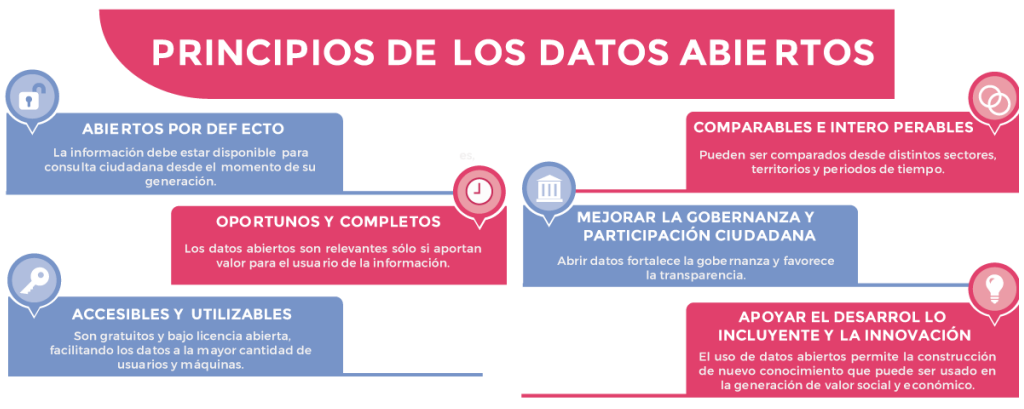 PRINCIPIOS DE LOS DATOS ABIERTOS
ABIERTOS POR DEFECTO
La información debe estar disponible para
consulta ciudadana desde el momento de su
generación.
OPORTUNOS Y COMPLETOS
Los datos abiertos son relevantes sólo si aportan
valor para el usuario de la información.
ACCESIBLES Y UTILIZABLES
Son gratuitos y bajo licencia abierta,
facilitando los datos a la mayor cantidad de
usuarios y máquinas.
COMPARABLES E INTERO PERABLES
Pueden ser comparados desde distintos sectores,
territorios y periodos de tiempo.
MEJORAR LA GOBERNANZA Y
PARTICIPACIÓN CIUDADANA
Abrir datos fortalece la gobernanza y favorece
la transparencia.
APOYAR EL DESARROL LO
INCLUYENTE Y LA INNOVACIÓN
El uso de datos abiertos permite la construcción
de nuevo conocimiento que puede ser usado en
la generación de valor social y económico.
es.